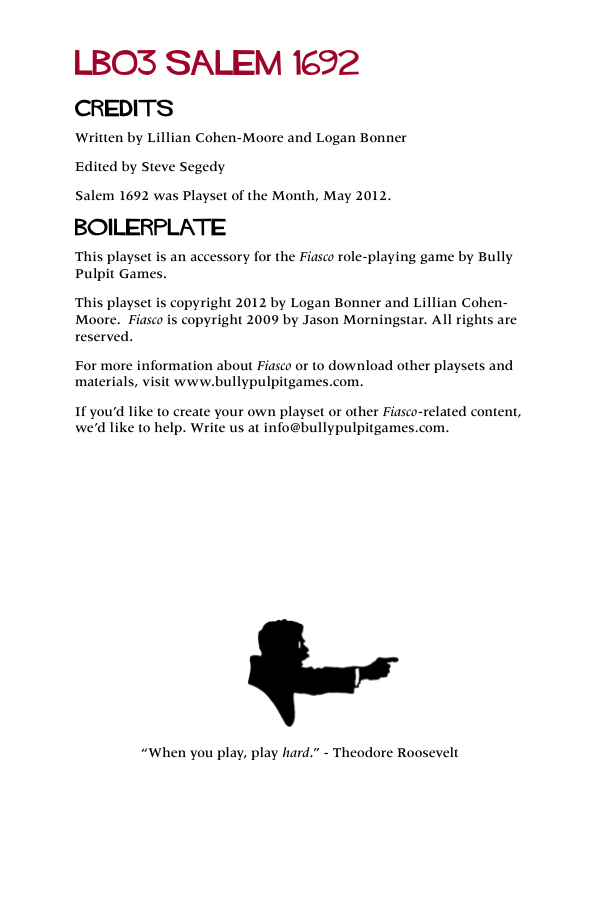 LB03 SALEM 1692
CREDITS
Written by Lillian Cohen-Moore and Logan Bonner
Edited by Steve Segedy
Salem 1692 was Playset of the Month, May 2012.
BOILERPLATE
This playset is an accessory for the Fiasco role-playing game by Bully
Pulpit Games.
This playset is copyright 2012 by Logan Bonner and Lillian Cohen-
Moore.  Fiasco is copyright 2009 by Jason Morningstar. All rights are
reserved.
For more information about Fiasco or to download other playsets and
materials, visit www.bullypulpitgames.com.
If you’d like to create your own playset or other Fiasco-related content,
we’d like to help. Write us at info@bullypulpitgames.com.
“When you play, play hard.” - Theodore Roosevelt